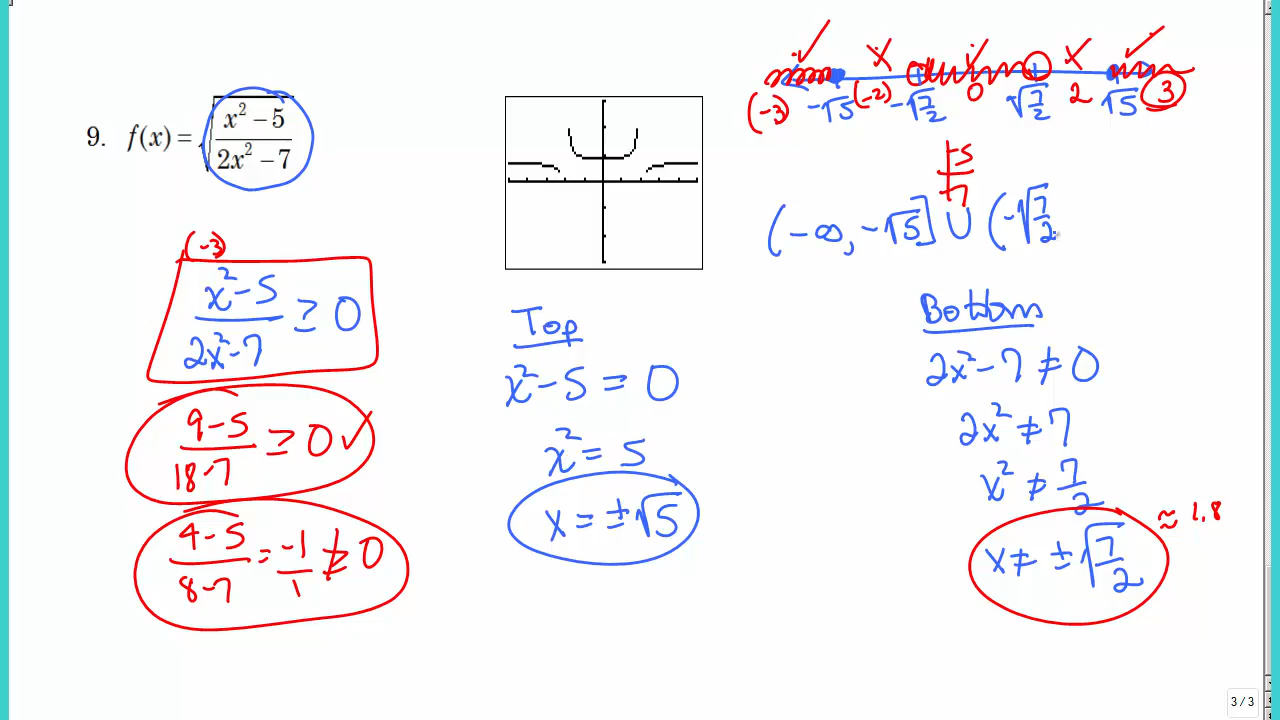 9. f(x) = √((x² − 5)/(2x² − 7))
✓ x ✓ x ✓
(-3) -√5 (-2) -√(7/2) 0 √(7/2) 2 √5 3
-5
-7
(-∞, -√5] ∪ (-√(7/2)
(-3)
(x² - 5)/(2x² - 7) ≥ 0
(9-5)/(18-7) ≥ 0 ✓
(4-5)/(8-7) = -1/1 ≱ 0
Top
x² - 5 = 0
x² = 5
x = ±√5
Bottom
2x² - 7 ≠ 0
2x² ≠ 7
x² ≠ 7/2
x ≠ ±√(7/2) ≈ 1.8
3 / 3